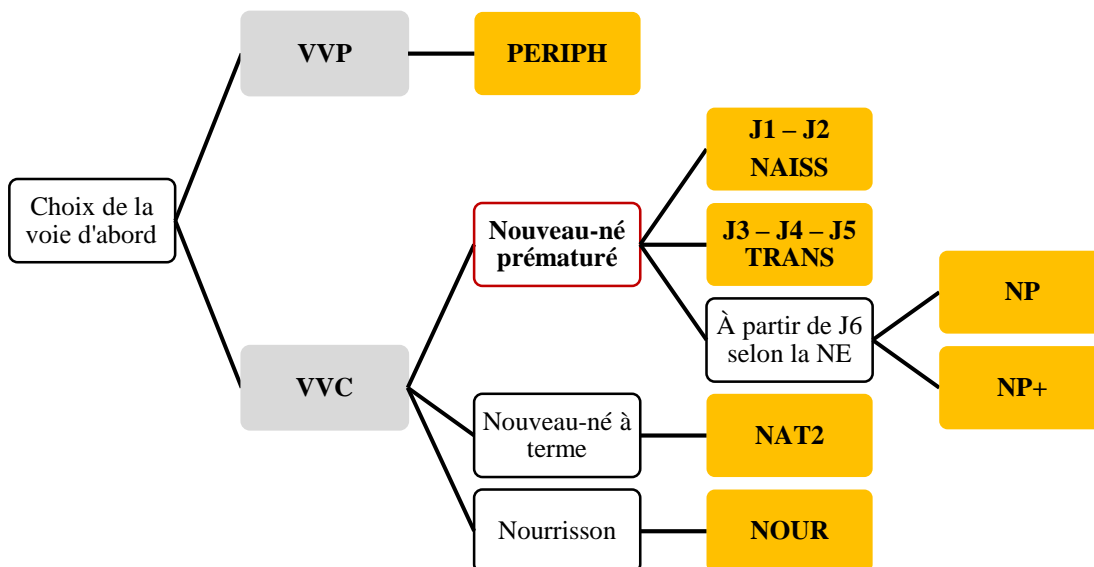 VVP
PERIPH
J1 – J2
NAISS
Choix de la
voie d'abord
Nouveau-né
prématuré
J3 – J4 – J5
TRANS
À partir de J6
selon la NE
NP
NP+
VVC
Nouveau-né à
terme
NAT2
Nourrisson
NOUR